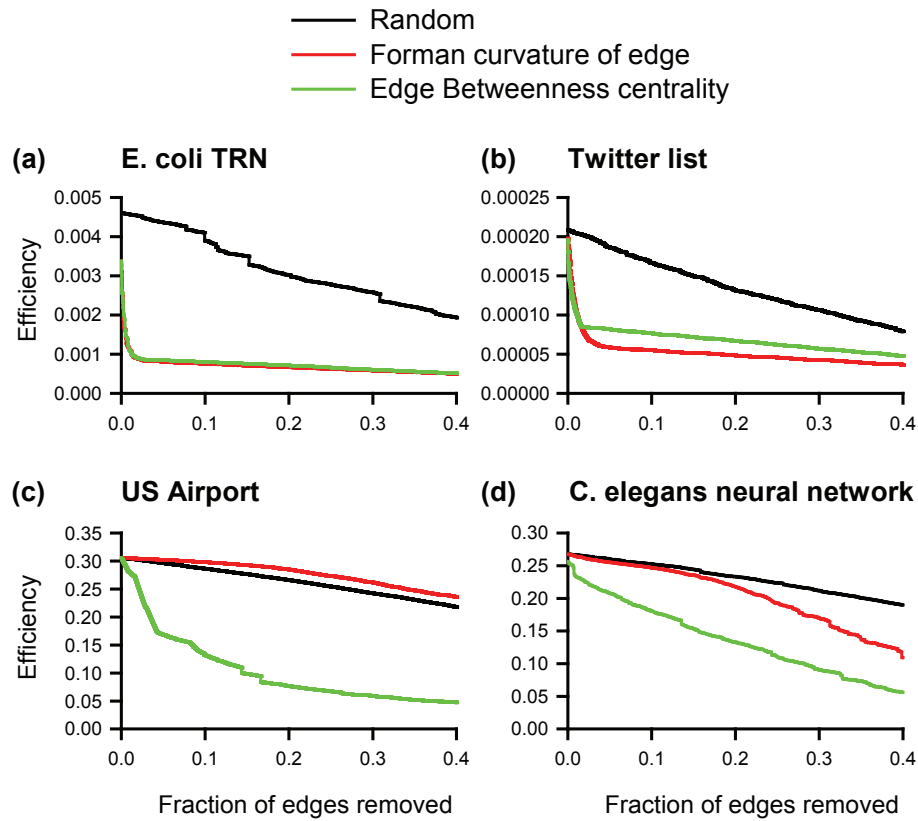 Random
Forman curvature of edge
Edge Betweenness centrality
(a) E. coli TRN
Efficiency
0.005
0.004
0.003
0.002
0.001
0.000
0.0 0.1 0.2 0.3 0.4
(b) Twitter list
0.00025
0.00020
0.00015
0.00010
0.00005
0.00000
0.0 0.1 0.2 0.3 0.4
(c) US Airport
Efficiency
0.35
0.30
0.25
0.20
0.15
0.10
0.05
0.00
0.0 0.1 0.2 0.3 0.4
Fraction of edges removed
(d) C. elegans neural network
0.30
0.25
0.20
0.15
0.10
0.05
0.00
0.0 0.1 0.2 0.3 0.4
Fraction of edges removed